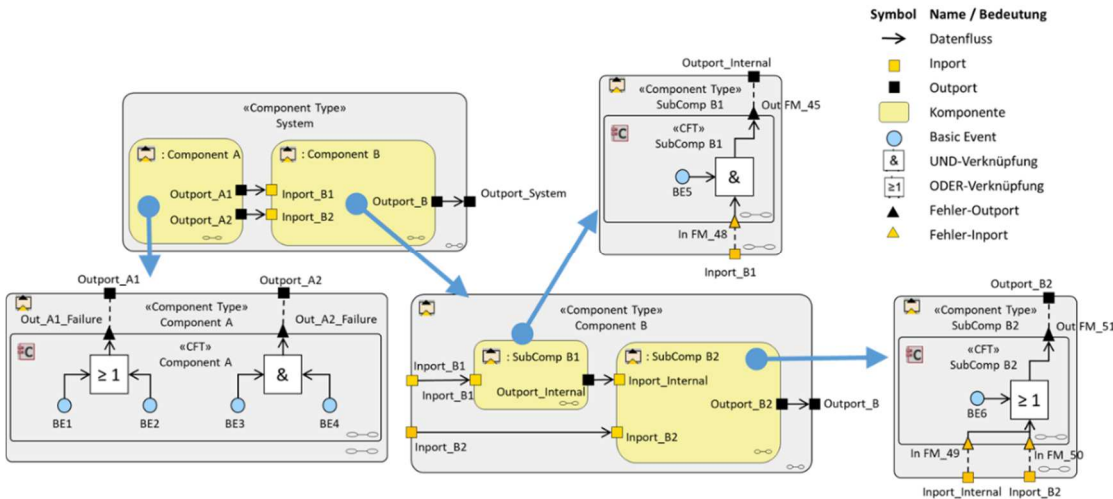 Symbol Name / Bedeutung
Datenfluss
Inport
Outport
Komponente
Basic Event
& UND-Verknüpfung
≥1 ODER-Verknüpfung
Fehler-Outport
Fehler-Inport
«Component Type»
System
: Component A
Outport_A1
Outport_A2
: Component B
Inport_B1
Inport_B2
Outport_B
Outport_System
Outport_Internal
«Component Type»
SubComp B1
Out FM_45
C
«CFT»
SubComp B1
&
BE5
In FM_48
Inport_B1
Outport_A1
Outport_A2
«Component Type»
Component A
Out_A1_Failure
Out_A2_Failure
C
«CFT»
Component A
≥ 1
&
BE1
BE2
BE3
BE4
«Component Type»
Component B
: SubComp B1
: SubComp B2
Inport_B1
Inport_B1
Outport_Internal
Inport_Internal
Outport_B2
Outport_B
Inport_B2
Inport_B2
Outport_B2
«Component Type»
SubComp B2
Out FM_51
C
«CFT»
SubComp B2
≥ 1
BE6
In FM_49
In FM_50
Inport_Internal
Inport_B2